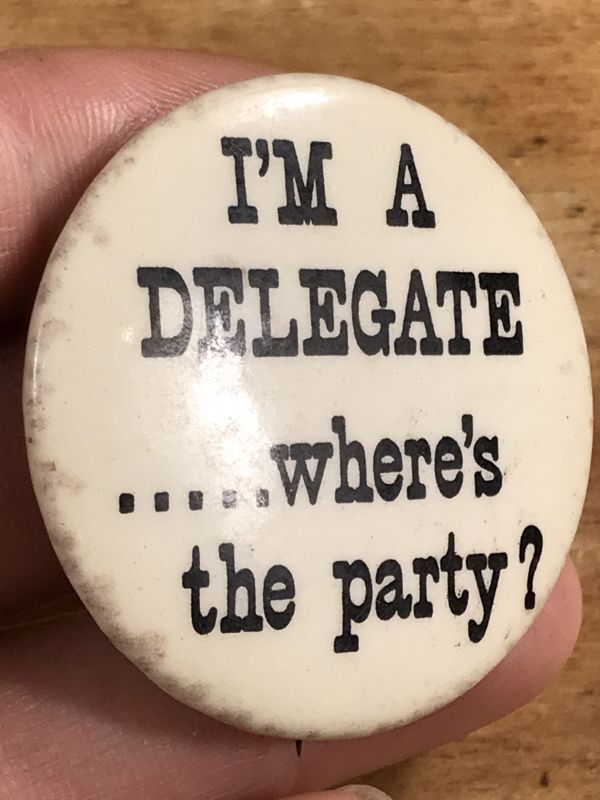 I'M A
DELEGATE
.....where's
the party?